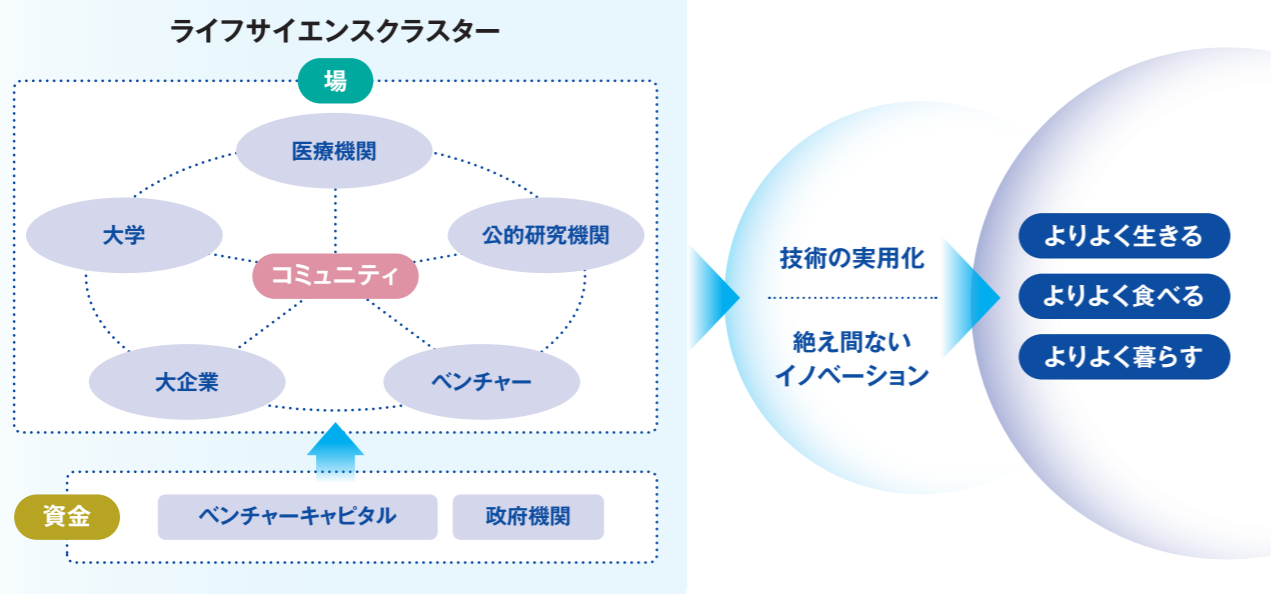 ライフサイエンスクラスター
場
医療機関
大学
公的研究機関
コミュニティ
大企業
ベンチャー
資金
ベンチャーキャピタル
政府機関
技術の実用化
絶え間ない
イノベーション
よりよく生きる
よりよく食べる
よりよく暮らす